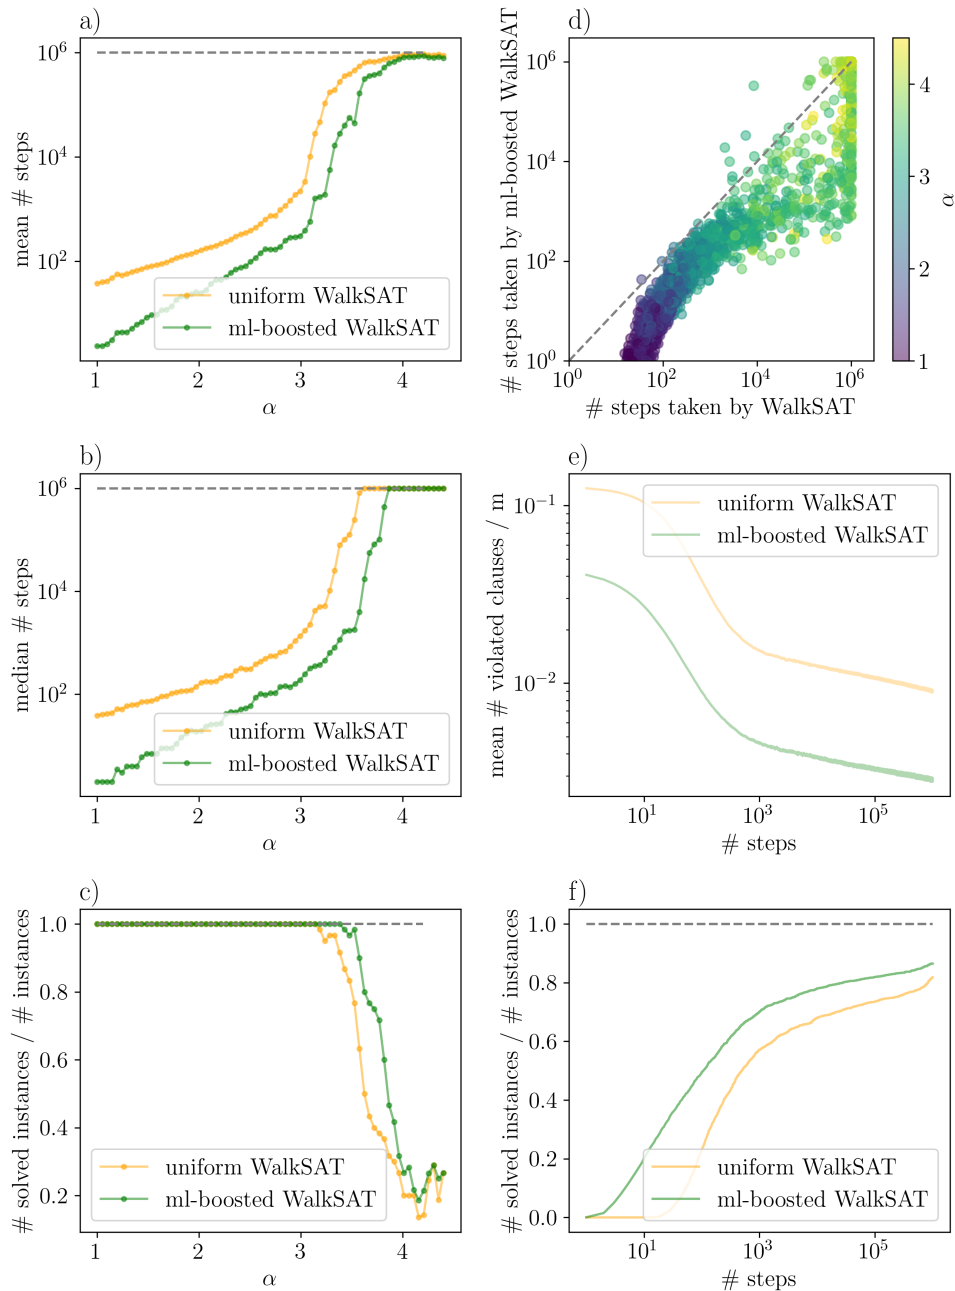 a)
10^6
10^4
10^2
mean # steps
uniform WalkSAT
ml-boosted WalkSAT
1 2 3 4
α
d)
10^6
10^4
10^2
10^0
# steps taken by ml-boosted WalkSAT
10^0 10^2 10^4 10^6
# steps taken by WalkSAT
4
3
2
1
α
b)
10^6
10^4
10^2
median # steps
uniform WalkSAT
ml-boosted WalkSAT
1 2 3 4
α
e)
10^−1
10^−2
mean # violated clauses / m
uniform WalkSAT
ml-boosted WalkSAT
10^1 10^3 10^5
# steps
c)
1.0
0.8
0.6
0.4
0.2
# solved instances / # instances
uniform WalkSAT
ml-boosted WalkSAT
1 2 3 4
α
f)
1.0
0.8
0.6
0.4
0.2
0.0
# solved instances / # instances
uniform WalkSAT
ml-boosted WalkSAT
10^1 10^3 10^5
# steps